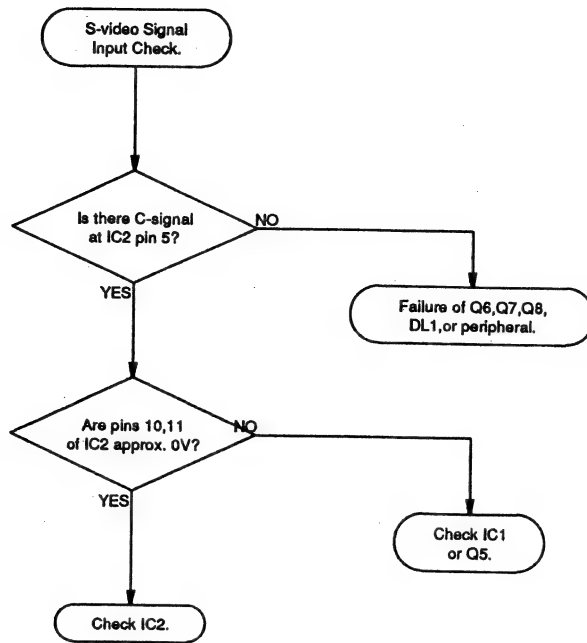 S-video Signal
Input Check.
Is there C-signal
at IC2 pin 5?
NO
YES
Failure of Q6,Q7,Q8,
DL1,or peripheral.
Are pins 10,11
of IC2 approx. 0V?
NO
YES
Check IC1
or Q5.
Check IC2.